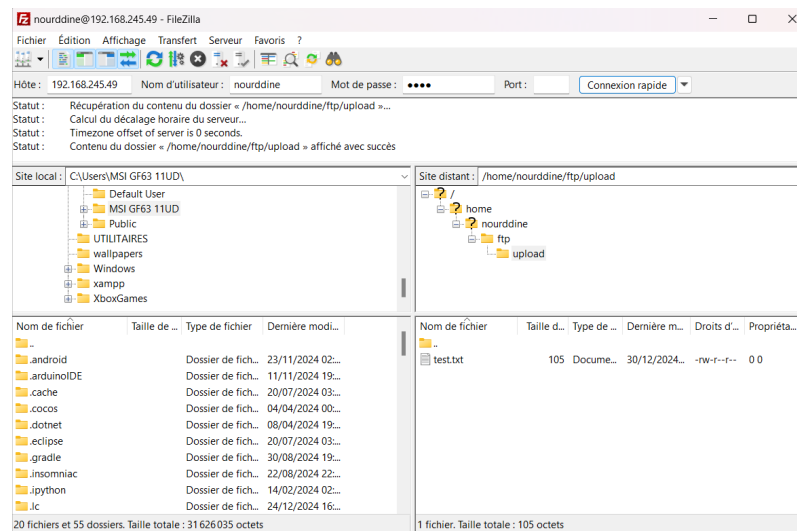 nourddine@192.168.245.49 - FileZilla
Fichier Édition Affichage Transfert Serveur Favoris ?
Hôte : 192.168.245.49 Nom d'utilisateur : nourddine Mot de passe : ●●●● Port : Connexion rapide
Statut : Récupération du contenu du dossier « /home/nourddine/ftp/upload »...
Statut : Calcul du décalage horaire du serveur...
Statut : Timezone offset of server is 0 seconds.
Statut : Contenu du dossier « /home/nourddine/ftp/upload » affiché avec succès
Site local : C:\Users\MSI GF63 11UD\
Default User
MSI GF63 11UD
Public
UTILITAIRES
wallpapers
Windows
xampp
XboxGames
Site distant : /home/nourddine/ftp/upload
/
home
nourddine
ftp
upload
Nom de fichier Taille de ... Type de fichier Dernière modi...
..
.android Dossier de fich... 23/11/2024 02:...
.arduinoIDE Dossier de fich... 11/11/2024 19:...
.cache Dossier de fich... 20/07/2024 03:...
.cocos Dossier de fich... 04/04/2024 00:...
.dotnet Dossier de fich... 08/04/2024 19:...
.eclipse Dossier de fich... 20/07/2024 03:...
.gradle Dossier de fich... 30/08/2024 19:...
.insomniac Dossier de fich... 22/08/2024 22:...
.ipython Dossier de fich... 14/02/2024 02:...
.lc Dossier de fich... 24/12/2024 16:...
20 fichiers et 55 dossiers. Taille totale : 31 626 035 octets
Nom de fichier Taille d... Type de ... Dernière m... Droits d'... Propriéta...
..
test.txt 105 Docume... 30/12/2024... -rw-r--r-- 0 0
1 fichier. Taille totale : 105 octets